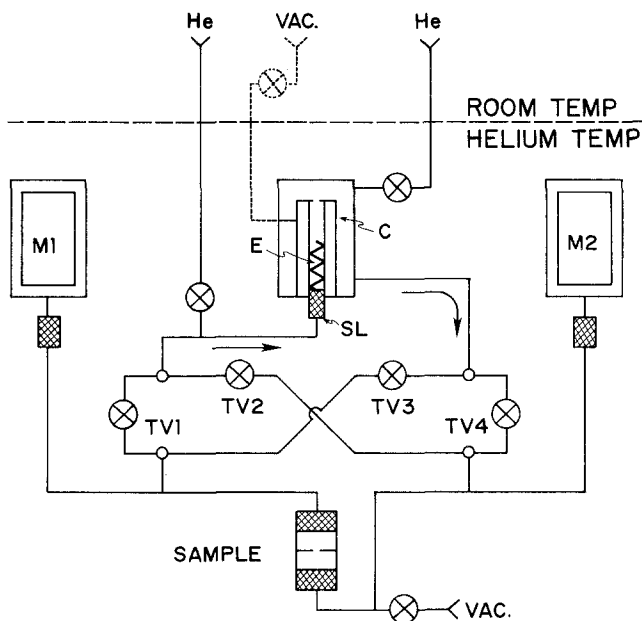 He
VAC.
He
ROOM TEMP
HELIUM TEMP
M1
E
C
M2
SL
TV1
TV2
TV3
TV4
SAMPLE
VAC.